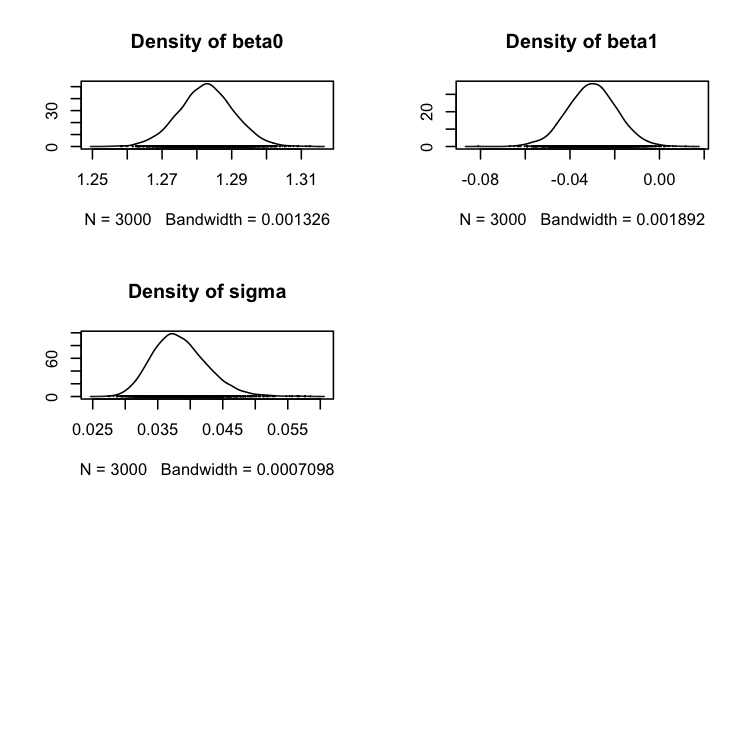 Density of beta0
30
0
1.25 1.27 1.29 1.31
N = 3000 Bandwidth = 0.001326
Density of beta1
20
0
-0.08 -0.04 0.00
N = 3000 Bandwidth = 0.001892
Density of sigma
60
0
0.025 0.035 0.045 0.055
N = 3000 Bandwidth = 0.0007098